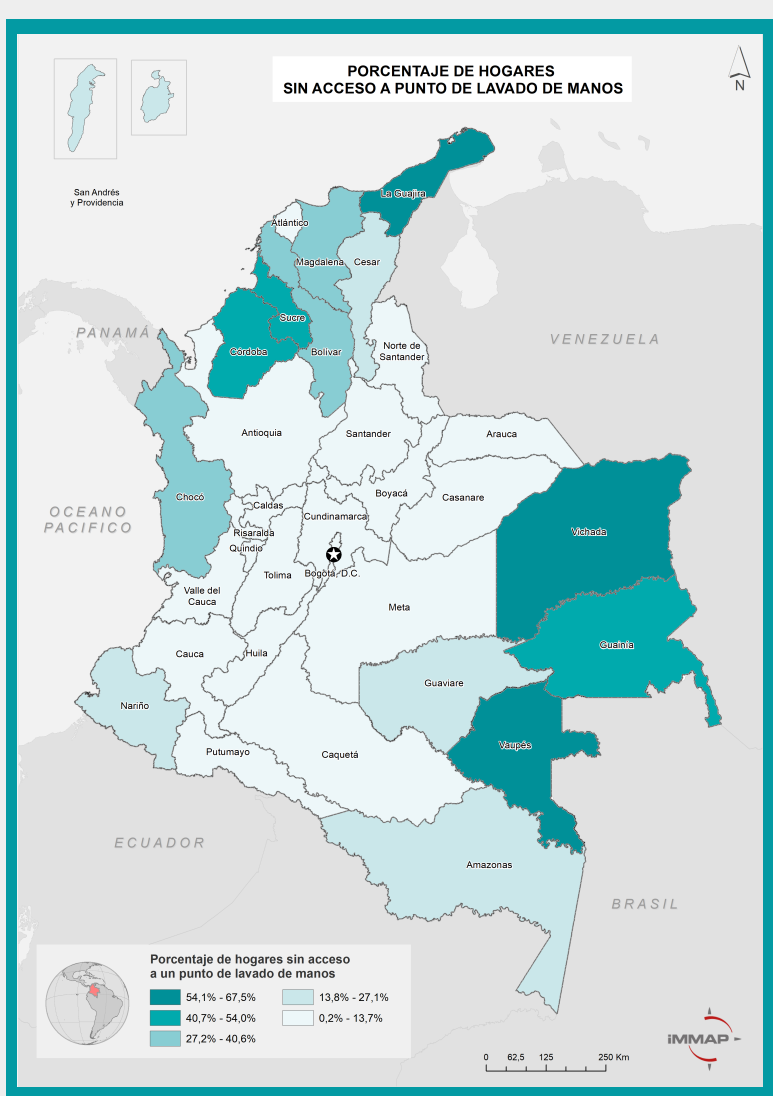 PORCENTAJE DE HOGARES
SIN ACCESO A PUNTO DE LAVADO DE MANOS
N
San Andrés
y Providencia
La Guajira
Atlántico
Magdalena
Cesar
Sucre
Córdoba
Bolívar
Norte de
Santander
PANAMÁ
VENEZUELA
Antioquia
Santander
Arauca
Boyacá
Casanare
Chocó
Caldas
Cundinamarca
OCEANO
PACIFICO
Risaralda
Quindío
Vichada
Tolima
Bogotá, D.C.
Valle del
Cauca
Meta
Cauca
Huila
Guainía
Guaviare
Nariño
Vaupés
Putumayo
Caquetá
ECUADOR
Amazonas
BRASIL
Porcentaje de hogares sin acceso
a un punto de lavado de manos
54,1% - 67,5%
13,8% - 27,1%
40,7% - 54,0%
0,2% - 13,7%
27,2% - 40,6%
iMMAP
0 62,5 125 250 Km